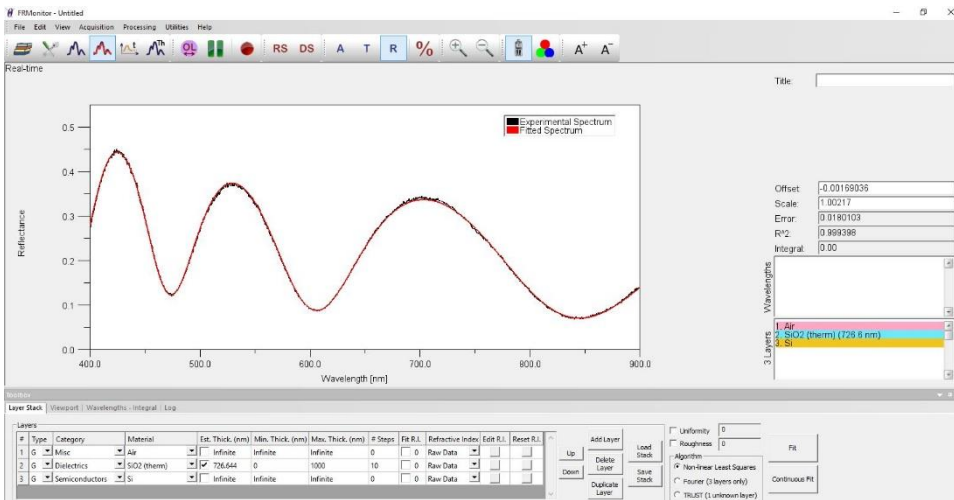 FRMonitor - Untitled
File Edit View Acquisition Processing Utilities Help
Th OL RS DS A T R % A+ A-
Real-time
Title:
0.5
0.4
0.3
0.2
0.1
0.0
Reflectance
Experimental Spectrum
Fitted Spectrum
400.0 500.0 600.0 700.0 800.0 900.0
Wavelength [nm]
Offset: -0.00169036
Scale: 1.00217
Error: 0.0180103
R^2: 0.999398
Integral: 0.00
Wavelengths
3 Layers
1. Air
2. SiO2 (therm) (726.6 nm)
3. Si
Layer Stack Viewport Wavelengths - Integral Log
Layers
# Type Category Material Est. Thick. (nm) Min. Thick. (nm) Max. Thick. (nm) # Steps Fit R.I. Refractive Index Edit R.I. Reset R.I.
1 G Misc Air Infinite Infinite Infinite 0 0 Raw Data
2 G Dielectrics SiO2 (therm) 726.644 0 1000 10 0 Raw Data
3 G Semiconductors Si Infinite Infinite Infinite 0 0 Raw Data
Up
Down
Add Layer
Delete Layer
Duplicate Layer
Load Stack
Save Stack
Uniformity 0
Roughness 0
Algorithm
Non-linear Least Squares
Fourier (3 layers only)
TRUST (1 unknown layer)
Fit
Continuous Fit